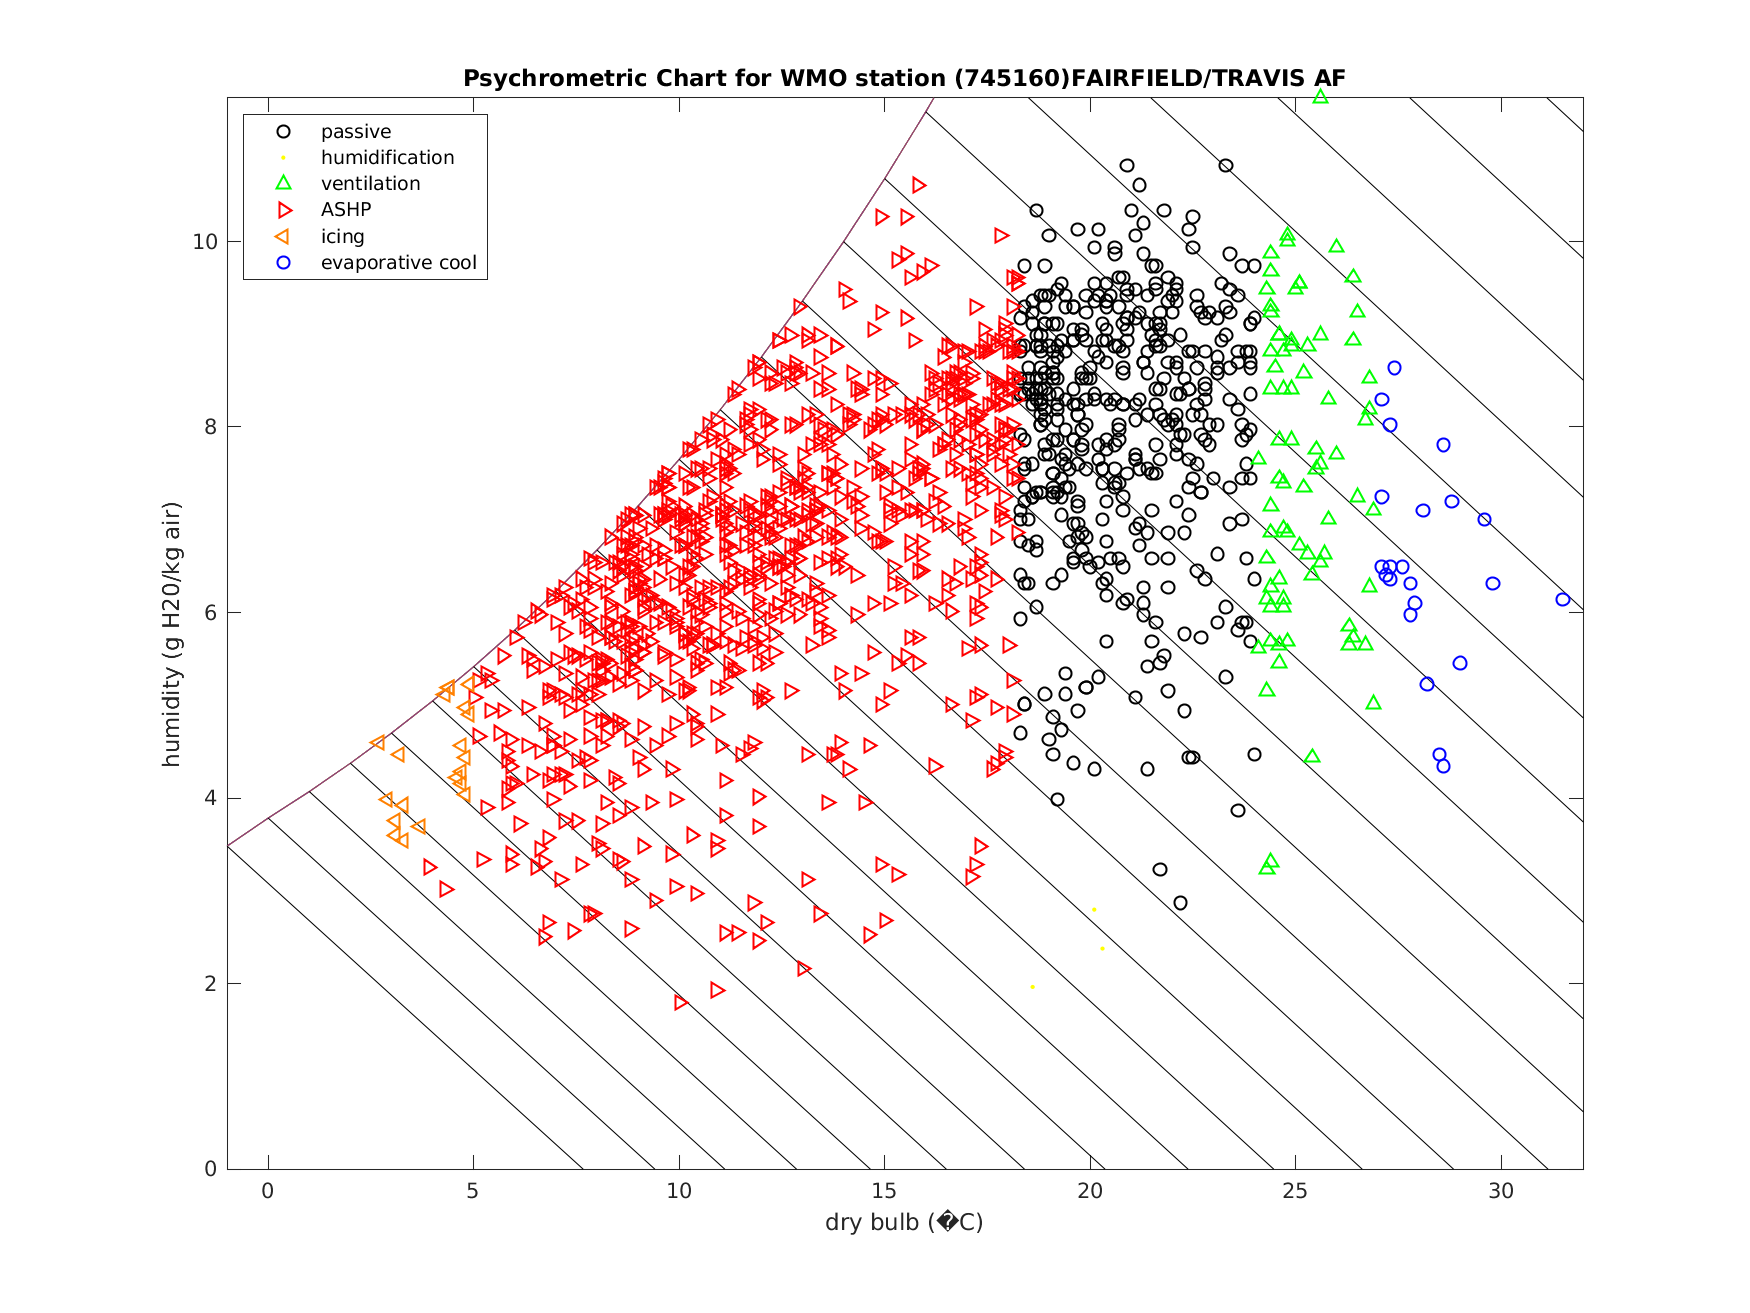 Psychrometric Chart for WMO station (745160)FAIRFIELD/TRAVIS AF
passive
humidification
ventilation
ASHP
icing
evaporative cool
humidity (g H20/kg air)
10
8
6
4
2
0
0 5 10 15 20 25 30
dry bulb (�C)